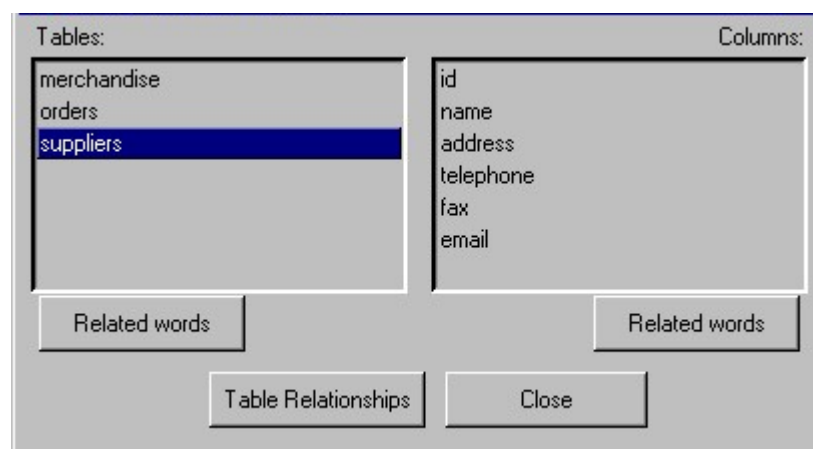 Tables:
Columns:
merchandise
orders
suppliers
id
name
address
telephone
fax
email
Related words
Related words
Table Relationships
Close